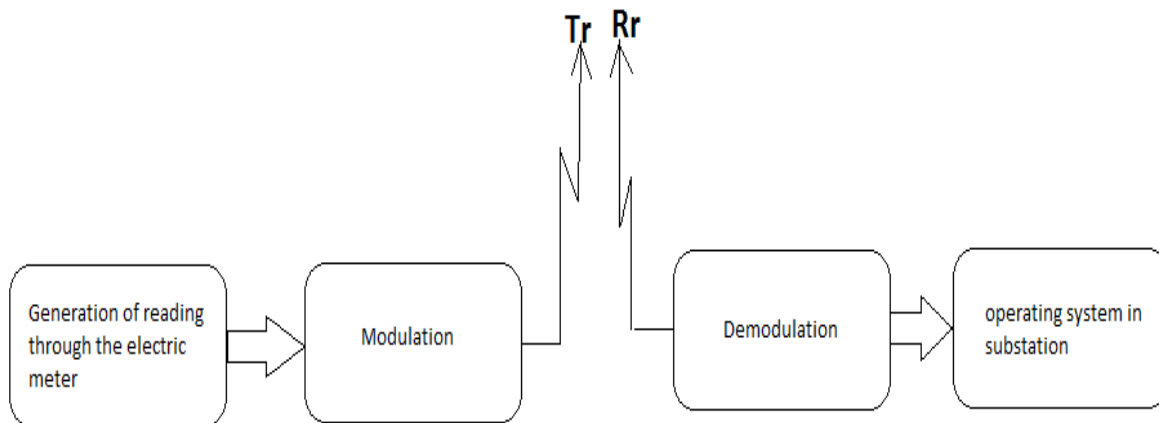 Tr Rr
Generation of reading
through the electric
meter
Modulation
Demodulation
operating system in
substation